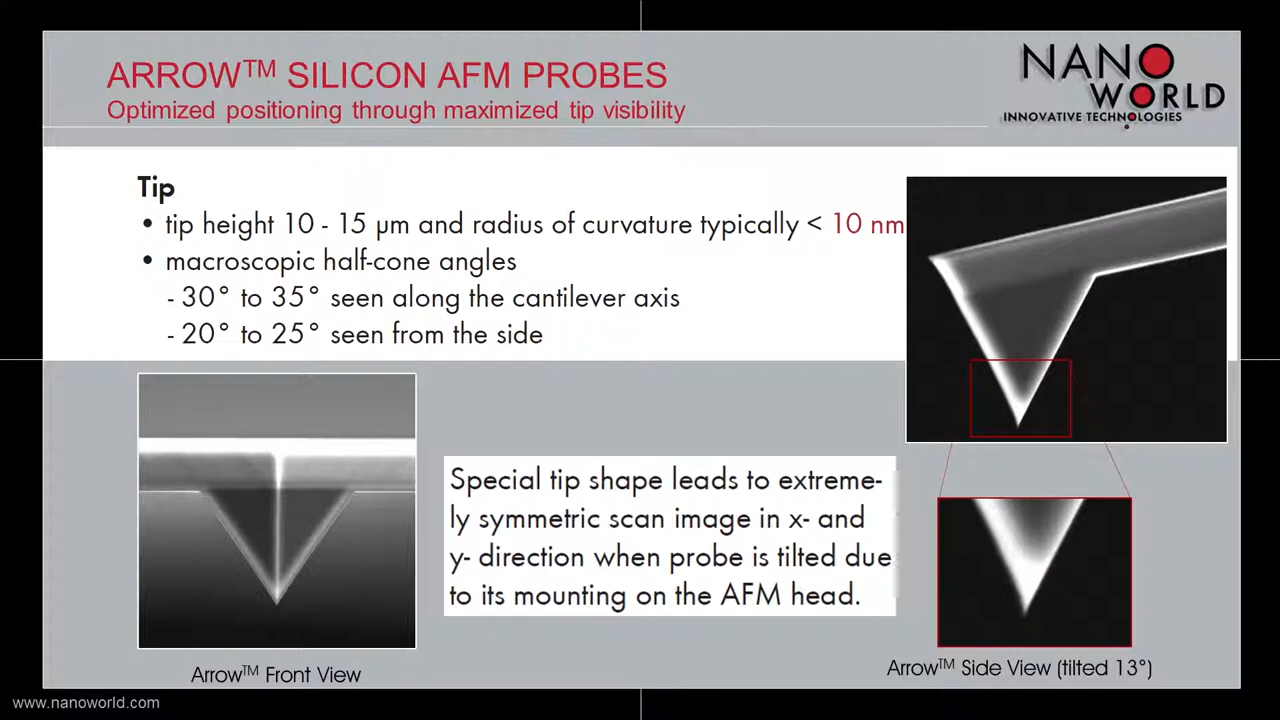 ARROW™ SILICON AFM PROBES
Optimized positioning through maximized tip visibility
NANO
WORLD
INNOVATIVE TECHNOLOGIES
Tip
• tip height 10 - 15 µm and radius of curvature typically < 10 nm
• macroscopic half-cone angles
- 30° to 35° seen along the cantilever axis
- 20° to 25° seen from the side
Special tip shape leads to extreme-
ly symmetric scan image in x- and
y- direction when probe is tilted due
to its mounting on the AFM head.
Arrow™ Front View
Arrow™ Side View (tilted 13°)
www.nanoworld.com